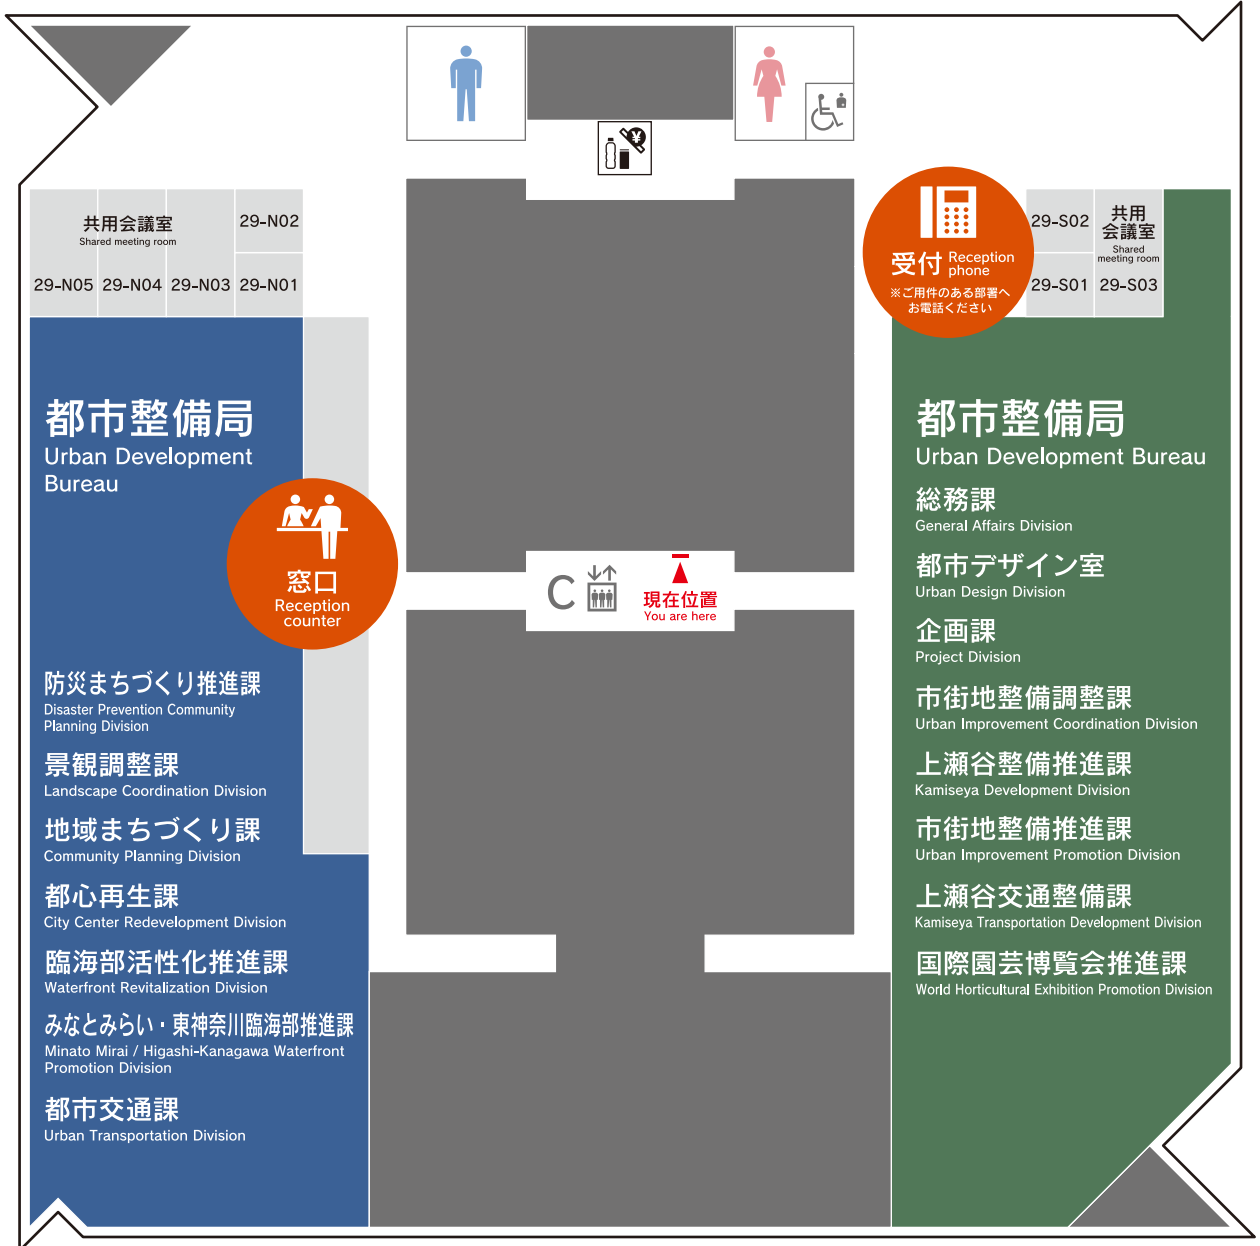 共用会議室
Shared meeting room
29-N02
29-N05
29-N04
29-N03
29-N01
¥
受付
Reception
phone
※ご用件のある部署へ
お電話ください
29-S02
共用
会議室
Shared
meeting room
29-S01
29-S03
都市整備局
Urban Development
Bureau
窓口
Reception
counter
防災まちづくり推進課
Disaster Prevention Community
Planning Division
景観調整課
Landscape Coordination Division
地域まちづくり課
Community Planning Division
都心再生課
City Center Redevelopment Division
臨海部活性化推進課
Waterfront Revitalization Division
みなとみらい・東神奈川臨海部推進課
Minato Mirai / Higashi-Kanagawa Waterfront
Promotion Division
都市交通課
Urban Transportation Division
C
現在位置
You are here
都市整備局
Urban Development Bureau
総務課
General Affairs Division
都市デザイン室
Urban Design Division
企画課
Project Division
市街地整備調整課
Urban Improvement Coordination Division
上瀬谷整備推進課
Kamiseya Development Division
市街地整備推進課
Urban Improvement Promotion Division
上瀬谷交通整備課
Kamiseya Transportation Development Division
国際園芸博覧会推進課
World Horticultural Exhibition Promotion Division